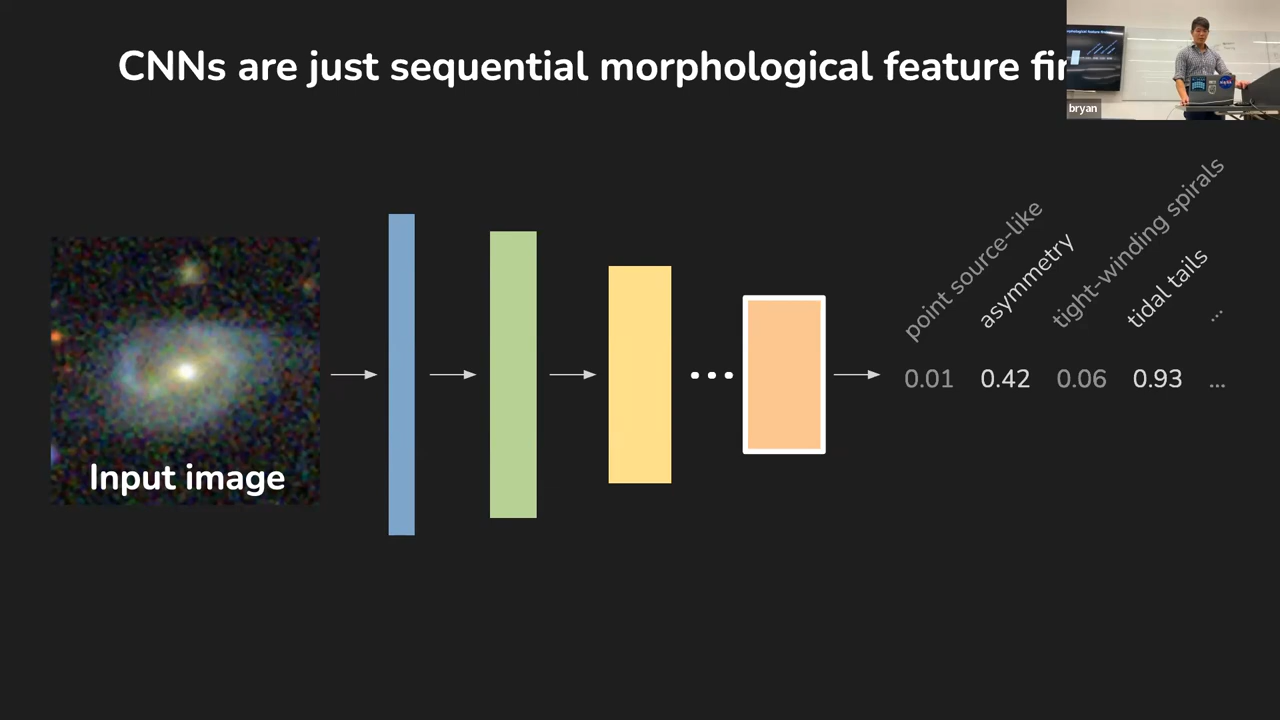 CNNs are just sequential morphological feature
bryan
point source-like
asymmetry
tight-winding spirals
tidal tails
...
0.01 0.42 0.06 0.93 ...
Input image